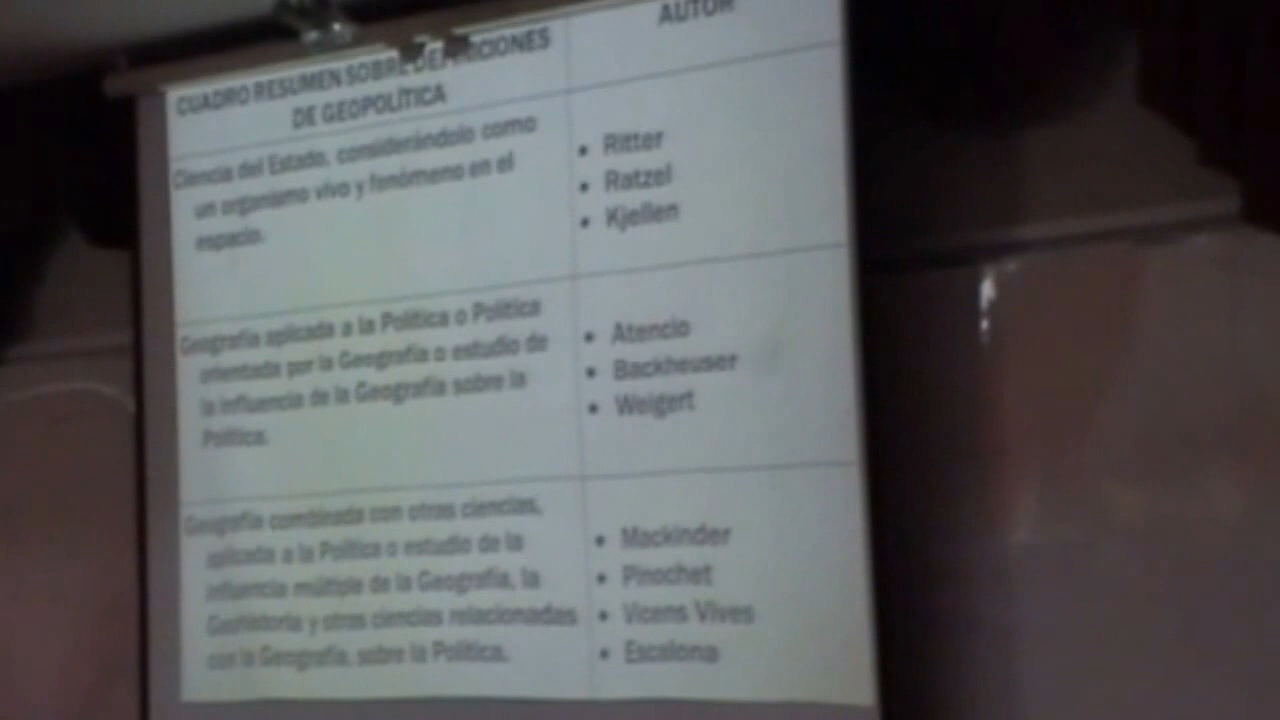 CUADRO RESUMEN SOBRE DEFINICIONES
DE GEOPOLÍTICA
AUTOR
Ciencia del Estado, considerándolo como
un organismo vivo y fenómeno en el
espacio.
• Ritter
• Ratzel
• Kjellen
Geografía aplicada a la Política o Política
orientada por la Geografía o estudio de
la influencia de la Geografía sobre la
Política.
• Atencio
• Backheuser
• Weigert
Geografía combinada con otras ciencias,
aplicada a la Política o estudio de la
influencia múltiple de la Geografía, la
Geohistoria y otras ciencias relacionadas
con la Geografía, sobre la Política.
• Mackinder
• Pinochet
• Vicens Vives
• Escalona